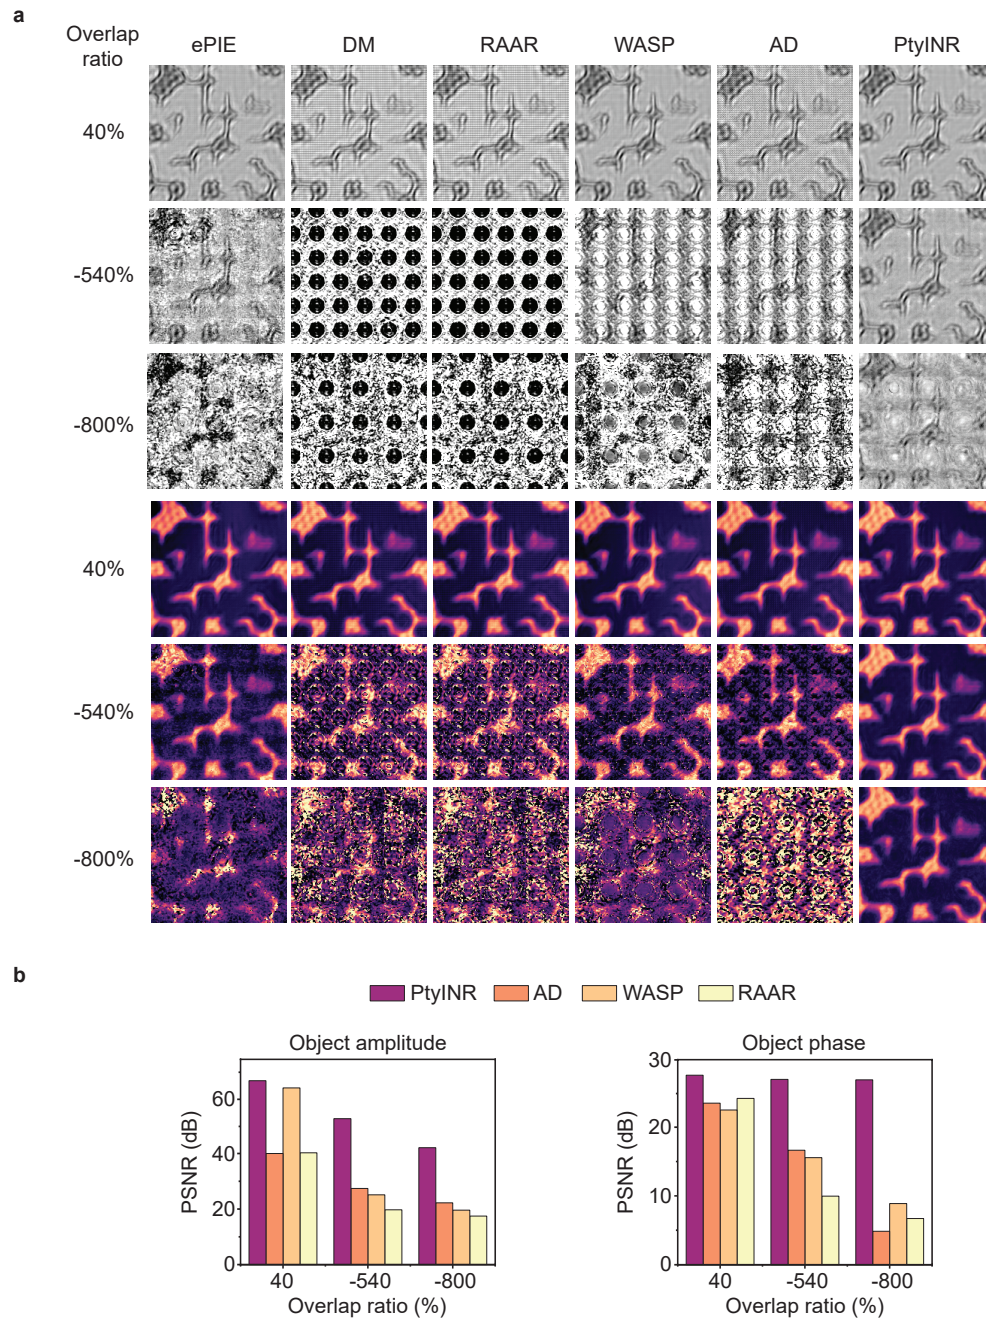 a
Overlap ratio
ePIE DM RAAR WASP AD PtyINR
40%
-540%
-800%
40%
-540%
-800%
b
PtyINR AD WASP RAAR
Object amplitude
PSNR (dB)
60
40
20
0
40 -540 -800
Overlap ratio (%)
Object phase
PSNR (dB)
30
20
10
0
40 -540 -800
Overlap ratio (%)